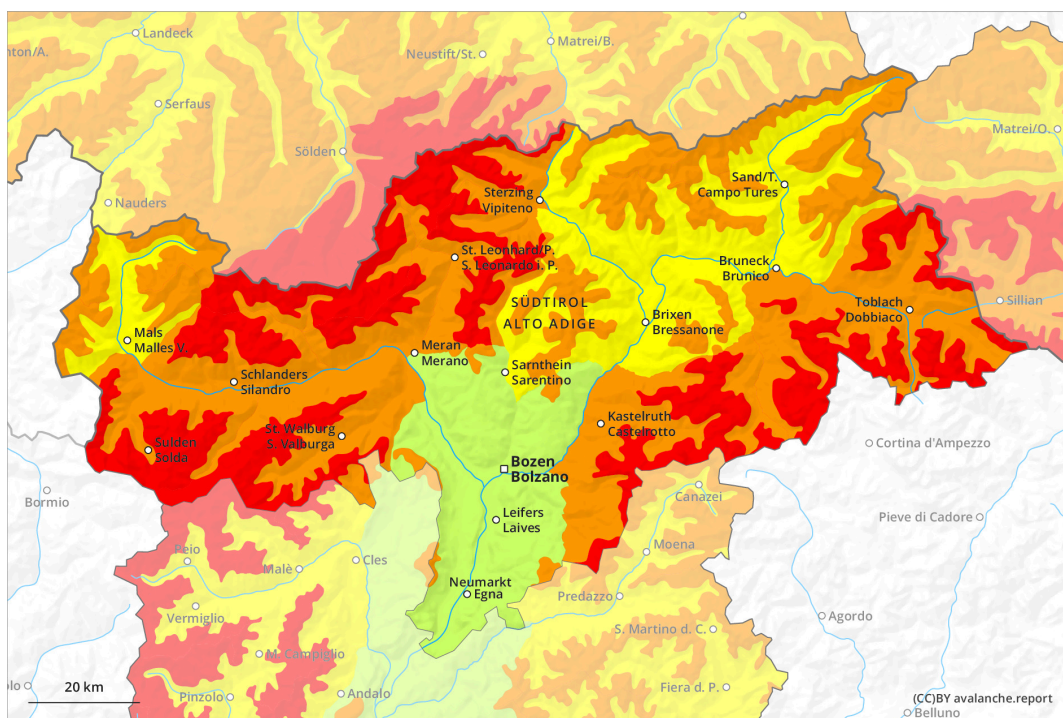 Landeck
nton/A.
Neustift/St.
Matrei/B.
Serfaus
Sölden
Matrei/O.
Nauders
Sterzing
Vipiteno
Sand/T.
Campo Tures
St. Leonhard/P.
S. Leonardo i. P.
Bruneck
Brunico
SÜDTIROL
ALTO ADIGE
Toblach
Dobbiaco
Sillian
Brixen
Bressanone
Mals
Malles V.
Meran
Merano
Sarnthein
Sarentino
Schlanders
Silandro
Kastelruth
Castelrotto
St. Walburg
S. Valburga
Sulden
Solda
Cortina d'Ampezzo
Bozen
Bolzano
Bormio
Canazei
Leifers
Laives
Pieve di Cadore
Peio
Malè
Cles
Moena
Neumarkt
Egna
Predazzo
Vermiglio
Agordo
S. Martino d. C.
M. Campiglio
20 km
olo
Pinzolo
Andalo
Fiera d. P.
(CC)BY avalanche.report
Belluno